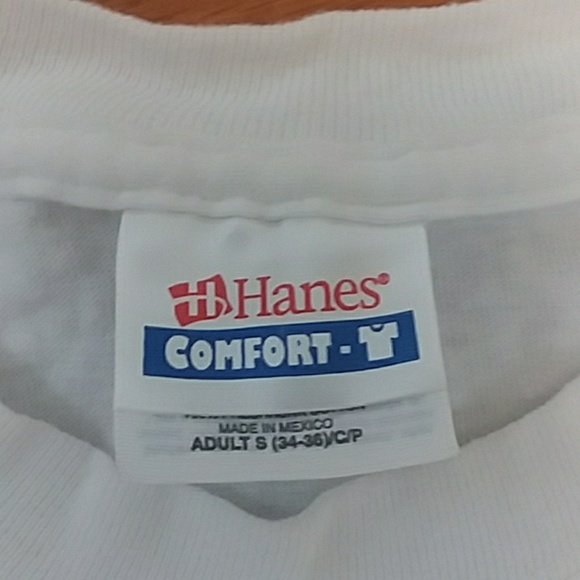 H Hanes®
COMFORT-T
MADE IN MEXICO
ADULT S (34-36)/C/P